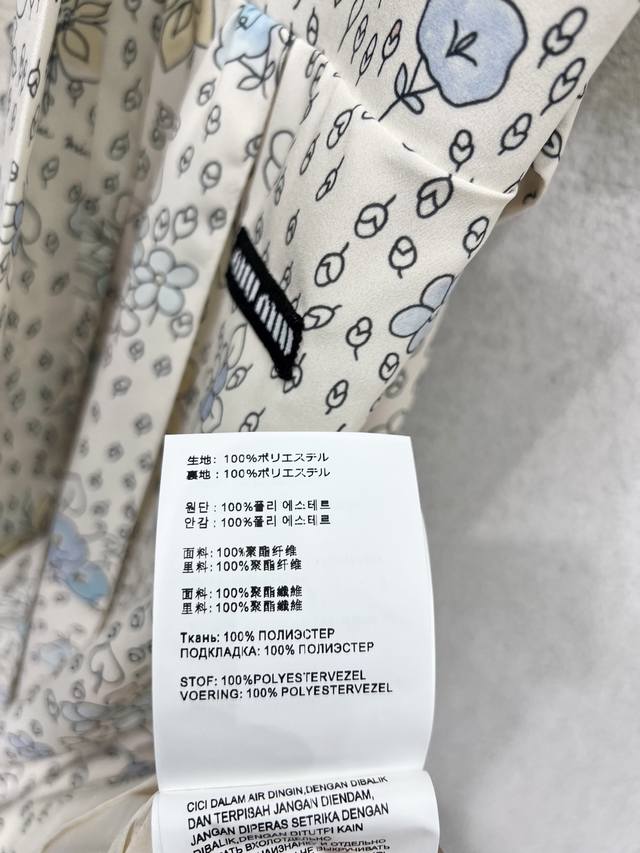 miu miu
生地: 100%ポリエステル
裏地: 100%ポリエステル
원단: 100%폴리 에스테르
안감: 100%폴리 에스테르
面料: 100%聚酯纤维
里料: 100%聚酯纤维
面料: 100%聚酯纖維
里料: 100%聚酯纖維
Ткань: 100% ПОЛИЭСТЕР
ПОДКЛАДКА: 100% ПОЛИЭСТЕР
STOF: 100%POLYESTERVEZEL
VOERING: 100% POLYESTERVEZEL
CICI DALAM AIR DINGIN,DENGAN DIBALIK
DAN TERPISAH JANGAN DIENDAM,
JANGAN DIPERAS SETRIKA DENGAN
DIBALIK,DENGAN DITUTPI KAIN